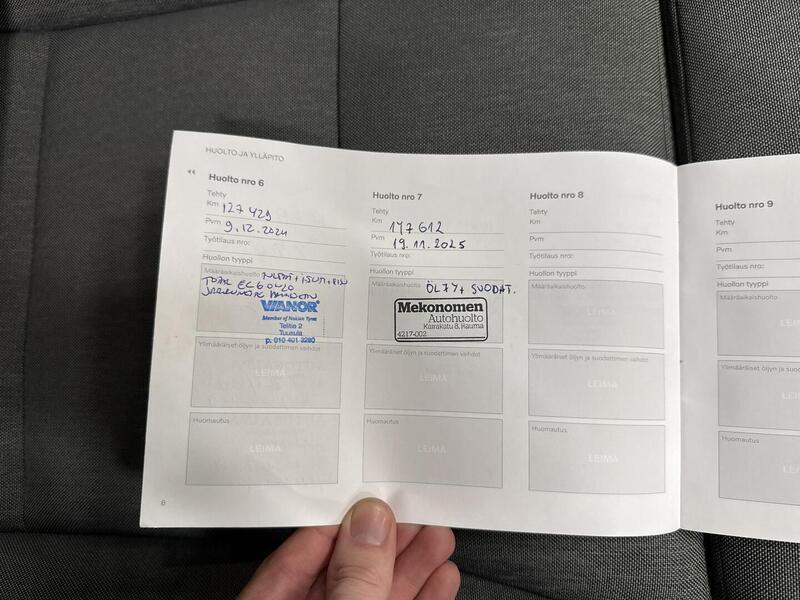 HUOLTO JA YLLÄPITO
Huolto nro 6
Tehty
Km 127 429
Pvm 9.12.2024
Työtilaus nro:
Huollon tyyppi
Määräaikaishuolto
VIANOR
Member of Nokian Tyres
Telitie 2
Tuusula
p. 010 401 3280
Ylimääräiset öljyn ja suodattimen vaihdot
LEIMA
Huomautus
LEIMA
8
Huolto nro 7
Tehty
Km 147 612
Pvm 19.11.2025
Työtilaus nro:
Huollon tyyppi
Määräaikaishuolto ÖLJY+ SUODAT.
Mekonomen
Autohuolto
Kairakatu 8, Rauma
4217-002
Ylimääräiset öljyn ja suodattimen vaihdot
LEIMA
Huomautus
LEIMA
Huolto nro 8
Tehty
Km
Pvm
Työtilaus nro:
Huollon tyyppi
Määräaikaishuolto
LEIMA
Ylimääräiset öljyn ja suodattimen vaihdot
LEIMA
Huomautus
LEIMA
Huolto nro 9
Tehty
Km
Pvm
Työtilaus nro:
Huollon tyyppi
Määräaikaishuolto
Ylimääräiset öljyn ja
Huomautus